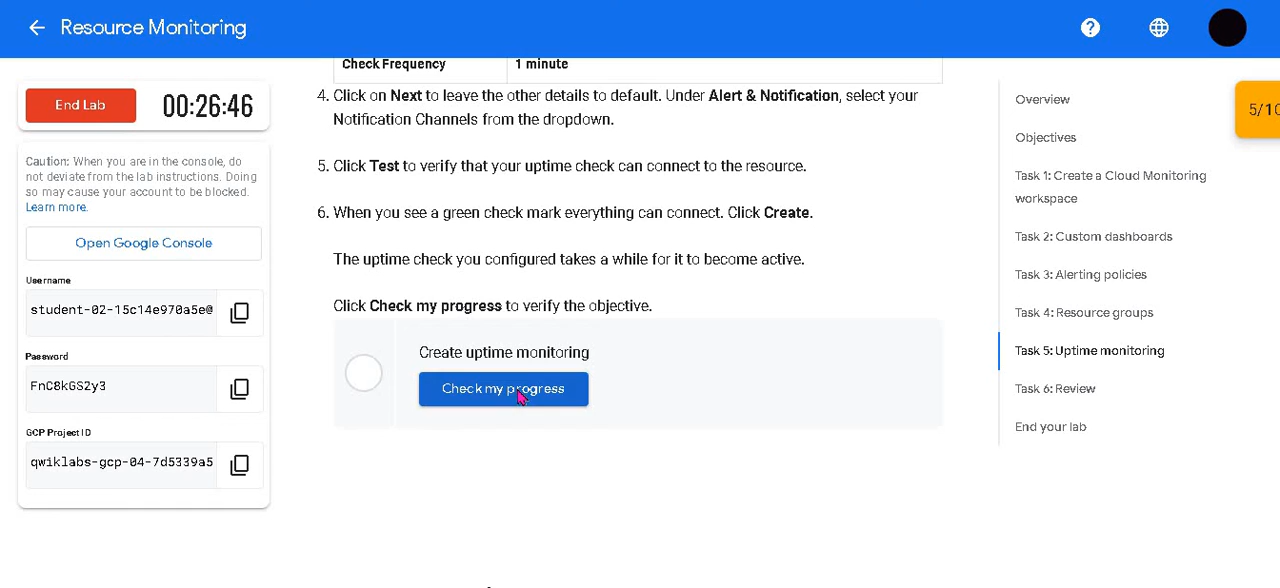 Resource Monitoring
End Lab
00:26:46
Caution: When you are in the console, do
not deviate from the lab instructions. Doing
so may cause your account to be blocked.
Learn more.
Open Google Console
Username
student-02-15c14e970a5e@
Password
FnC8kGS2y3
GCP Project ID
qwiklabs-gcp-04-7d5339a5
Check Frequency 1 minute
4. Click on Next to leave the other details to default. Under Alert & Notification, select your
Notification Channels from the dropdown.
5. Click Test to verify that your uptime check can connect to the resource.
6. When you see a green check mark everything can connect. Click Create.
The uptime check you configured takes a while for it to become active.
Click Check my progress to verify the objective.
Create uptime monitoring
Check my progress
Overview
Objectives
Task 1: Create a Cloud Monitoring
workspace
Task 2: Custom dashboards
Task 3: Alerting policies
Task 4: Resource groups
Task 5: Uptime monitoring
Task 6: Review
End your lab
5/10